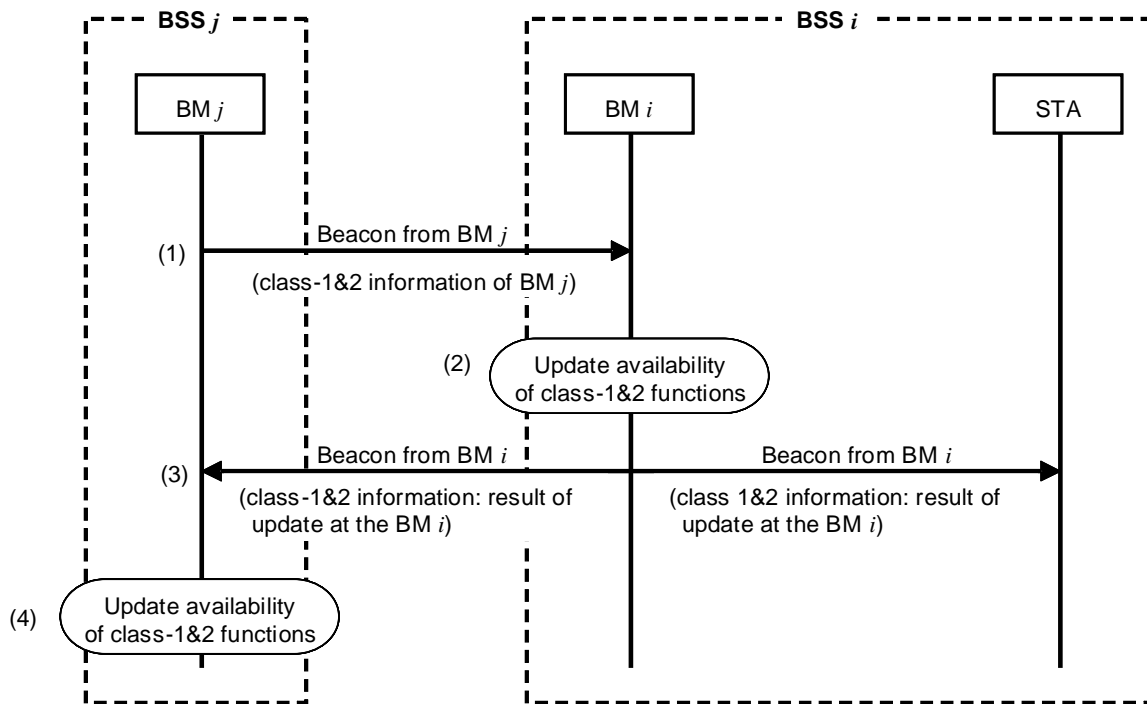 BSS j
BSS i
BM j
BM i
STA
Beacon from BM j
(1)
(class-1&2 information of BM j)
(2)
Update availability
of class-1&2 functions
Beacon from BM i
Beacon from BM i
(3)
(class-1&2 information: result of
update at the BM i)
(class 1&2 information: result of
update at the BM i)
(4)
Update availability
of class-1&2 functions